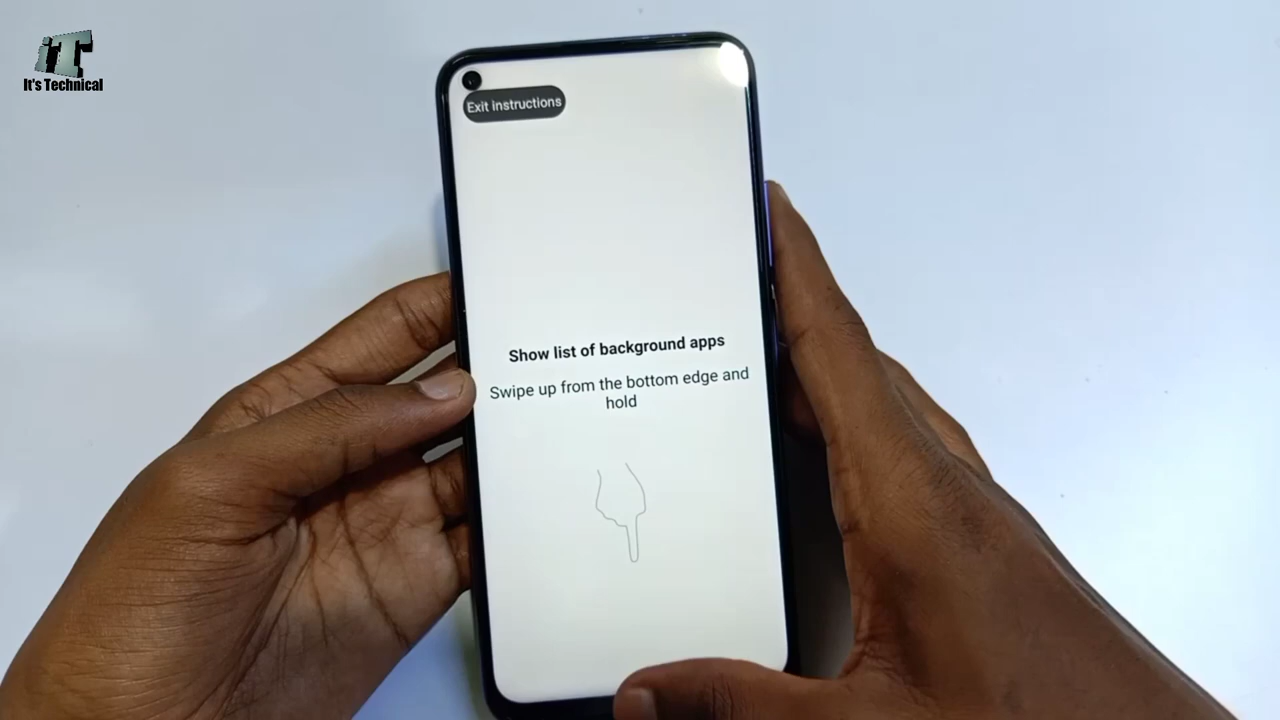 iT
It's Technical
Exit instructions
Show list of background apps
Swipe up from the bottom edge and
hold